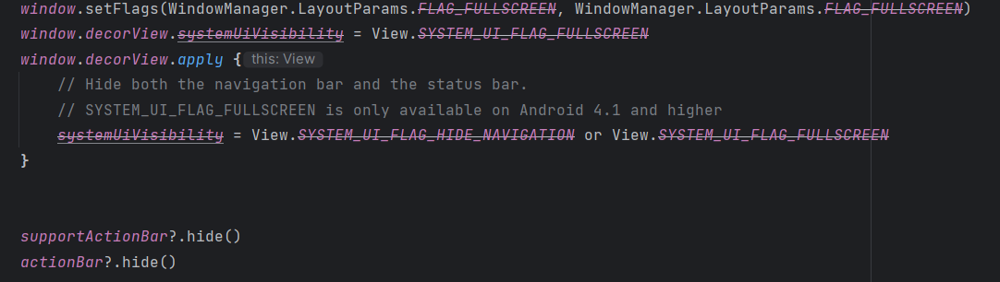 window.setFlags(WindowManager.LayoutParams.FLAG_FULLSCREEN, WindowManager.LayoutParams.FLAG_FULLSCREEN)
window.decorView.systemUiVisibility = View.SYSTEM_UI_FLAG_FULLSCREEN
window.decorView.apply { this: View
// Hide both the navigation bar and the status bar.
// SYSTEM_UI_FLAG_FULLSCREEN is only available on Android 4.1 and higher
systemUiVisibility = View.SYSTEM_UI_FLAG_HIDE_NAVIGATION or View.SYSTEM_UI_FLAG_FULLSCREEN
}
supportActionBar?.hide()
actionBar?.hide()